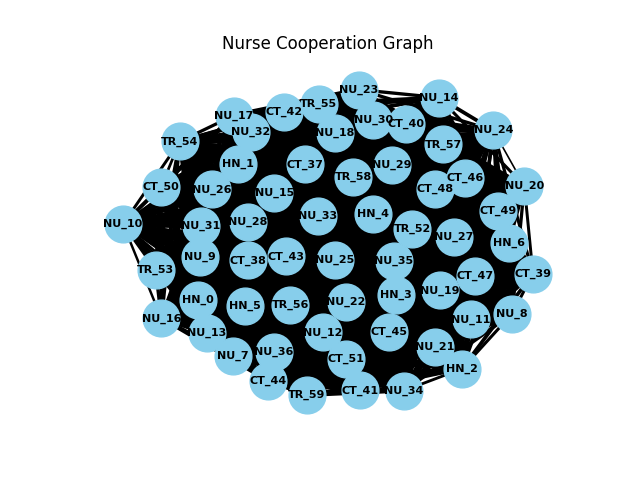 Nurse Cooperation Graph
NU_23
NU_14
TR_55
CT_42
NU_17
NU_30
CT_40
NU_32
NU_18
NU_24
TR_54
TR_57
HN_1
CT_37
NU_29
TR_58
CT_46
NU_20
CT_50
NU_26
NU_15
CT_48
CT_49
NU_33
HN_4
NU_10
NU_31
NU_28
TR_52
NU_27
HN_6
NU_9
CT_38
CT_43
NU_25
NU_35
TR_53
CT_47
CT_39
HN_0
HN_5
TR_56
NU_22
HN_3
NU_19
NU_8
NU_16
NU_13
NU_12
CT_45
NU_11
NU_7
NU_36
CT_51
NU_21
HN_2
CT_44
TR_59
CT_41
NU_34